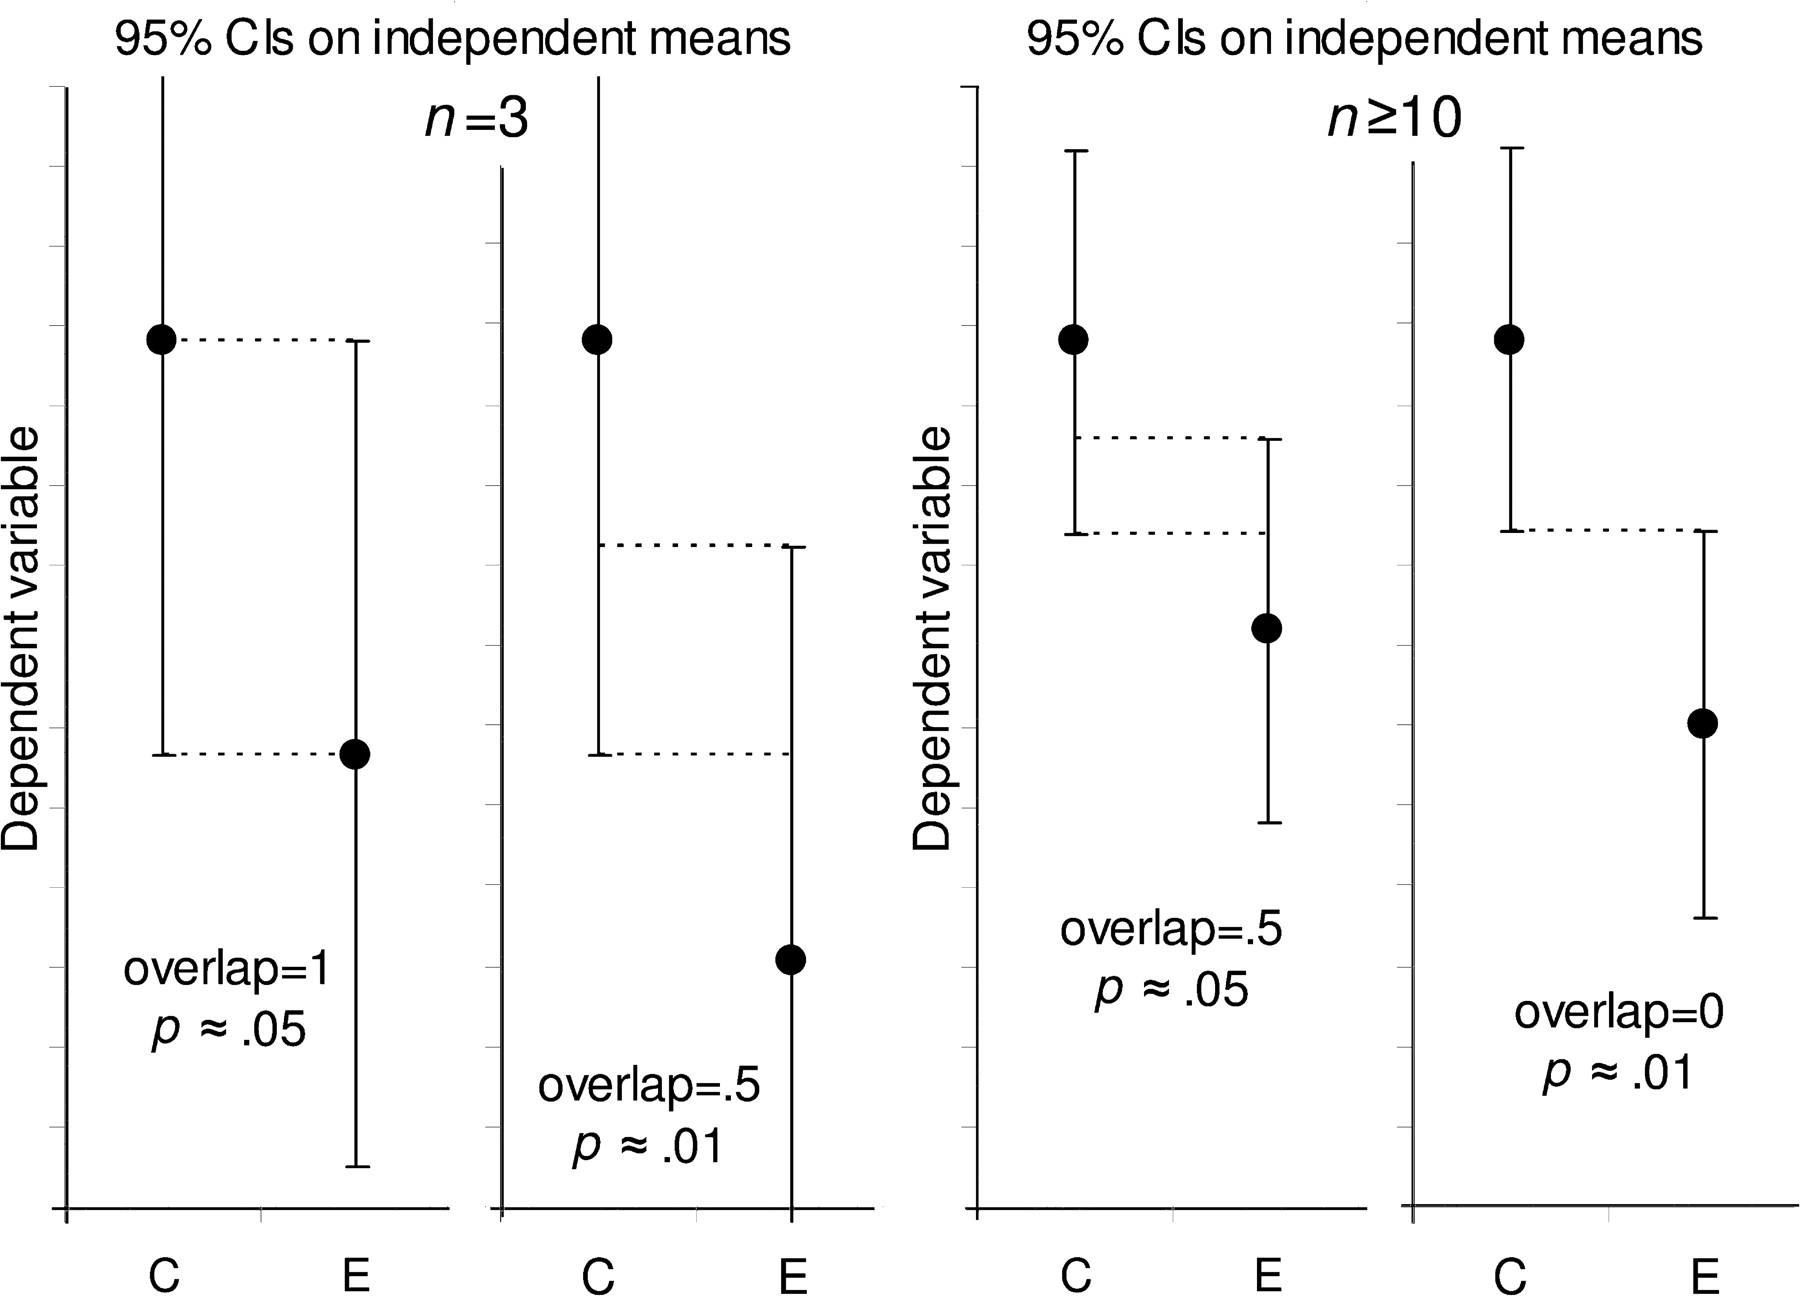 95% CIs on independent means
n=3
Dependent variable
overlap=1
p ≈ .05
overlap=.5
p ≈ .01
C E C E
95% CIs on independent means
n≥10
Dependent variable
overlap=.5
p ≈ .05
overlap=0
p ≈ .01
C E C E